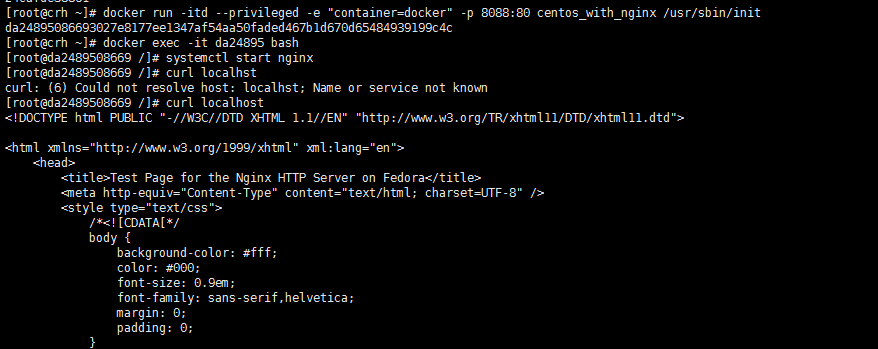 [root@crh ~]# docker run -itd --privileged -e "container=docker" -p 8088:80 centos_with_nginx /usr/sbin/init
da24895086693027e8177ee1347af54aa50faded467b1d670d65484939199c4c
[root@crh ~]# docker exec -it da24895 bash
[root@da2489508669 /]# systemctl start nginx
[root@da2489508669 /]# curl localhst
curl: (6) Could not resolve host: localhst; Name or service not known
[root@da2489508669 /]# curl localhost
<!DOCTYPE html PUBLIC "-//W3C//DTD XHTML 1.1//EN" "http://www.w3.org/TR/xhtml11/DTD/xhtml11.dtd">
<html xmlns="http://www.w3.org/1999/xhtml" xml:lang="en">
<head>
<title>Test Page for the Nginx HTTP Server on Fedora</title>
<meta http-equiv="Content-Type" content="text/html; charset=UTF-8" />
<style type="text/css">
/*<![CDATA[*/
body {
background-color: #fff;
color: #000;
font-size: 0.9em;
font-family: sans-serif,helvetica;
margin: 0;
padding: 0;
}